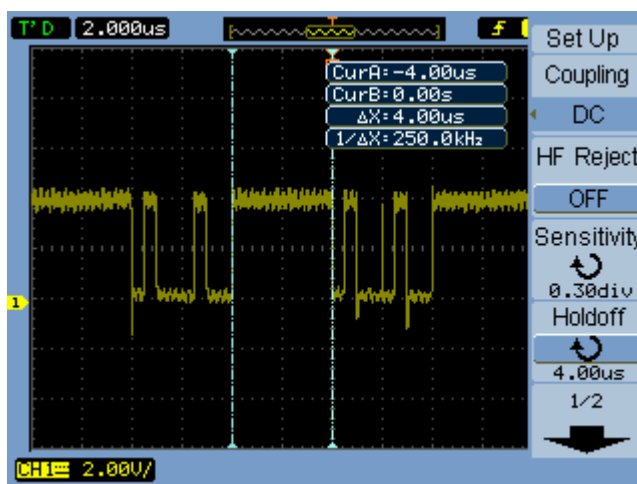 T'D 2.000us
CurA:-4.00us
CurB:0.00s
ΔX:4.00us
1/ΔX:250.0kHz
Set Up
Coupling
DC
HF Reject
OFF
Sensitivity
0.30div
Holdoff
4.00us
1/2
1
CH1 2.00V/